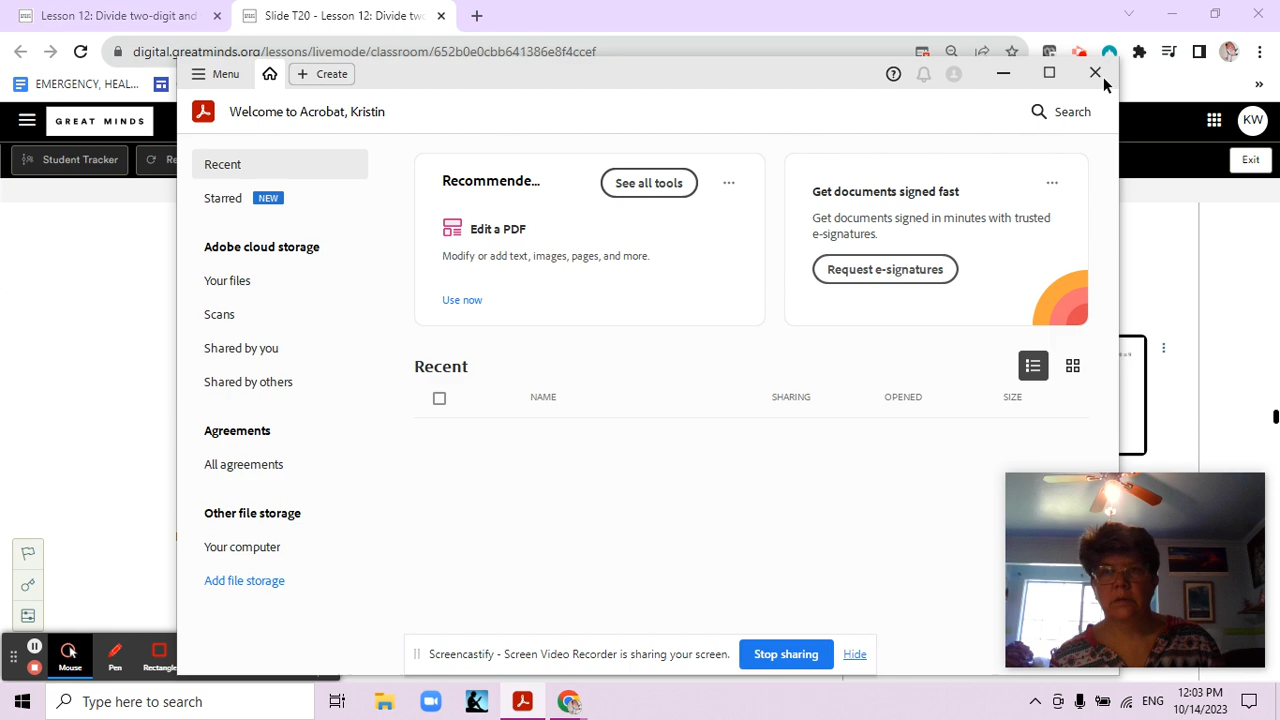 Lesson 12: Divide two-digit and
Slide T20 - Lesson 12: Divide two-
digital.greatminds.org/lessons/livemode/classroom/652b0e0cbb641386e8f4ccef
EMERGENCY, HEAL...
Menu
Create
GREAT MINDS
Welcome to Acrobat, Kristin
Search
KW
Student Tracker
Re
Exit
Recent
Starred NEW
Adobe cloud storage
Your files
Scans
Shared by you
Shared by others
Agreements
All agreements
Other file storage
Your computer
Add file storage
Recommende...
See all tools
Edit a PDF
Modify or add text, images, pages, and more.
Use now
Get documents signed fast
Get documents signed in minutes with trusted
e-signatures.
Request e-signatures
Recent
NAME SHARING OPENED SIZE
Mouse Pen Rectangle
Screencastify - Screen Video Recorder is sharing your screen. Stop sharing Hide
Type here to search
ENG
12:03 PM
10/14/2023